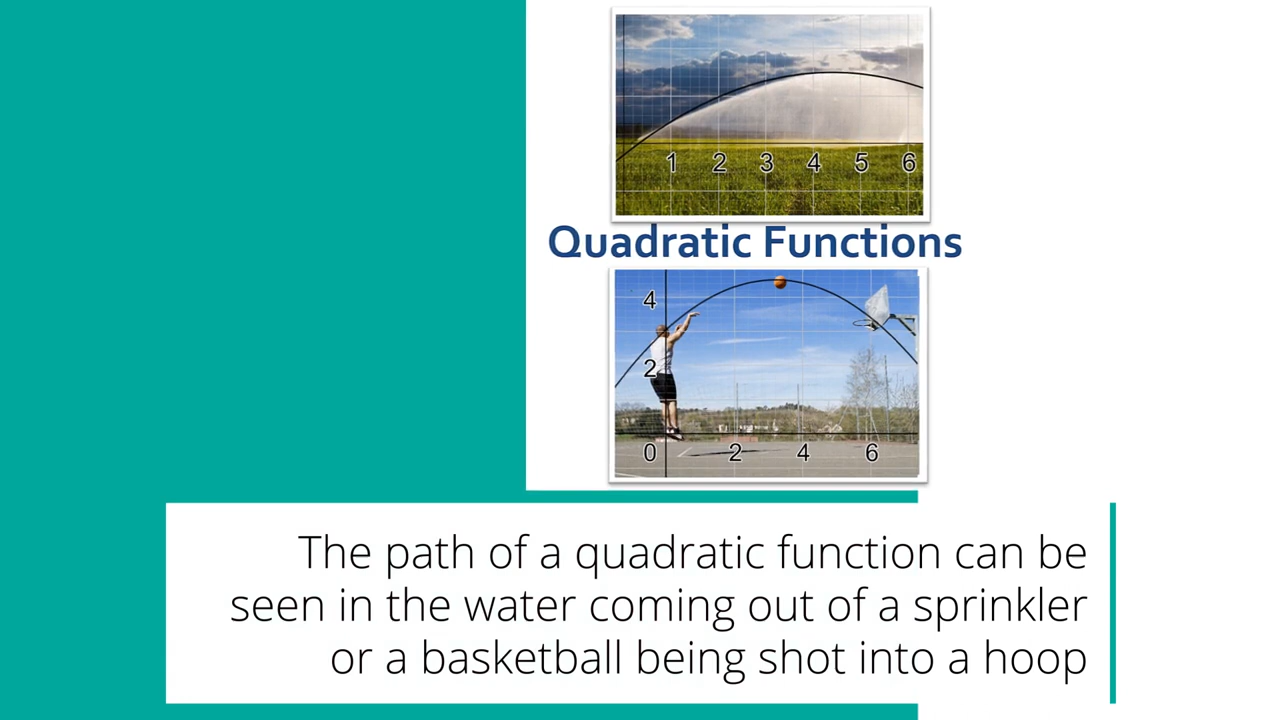 1 2 3 4 5 6
Quadratic Functions
4
2
0 2 4 6
The path of a quadratic function can be
seen in the water coming out of a sprinkler
or a basketball being shot into a hoop